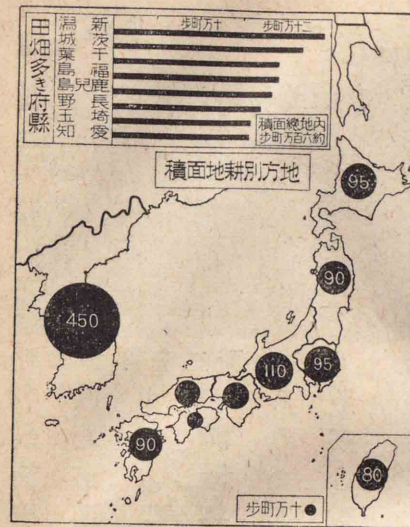 田畑多き府縣
二十万町歩
十万町歩
新潟
茨城
千葉
福島
鹿兒島
長野
埼玉
愛知
内地總面積
約六百万町歩
地方別耕地面積
95
90
450
110
95
90
80
●十万町歩